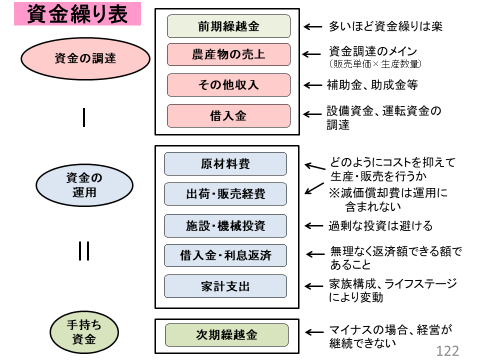 資金繰り表
資金の調達
前期繰越金
農産物の売上
その他収入
借入金
多いほど資金繰りは楽
資金調達のメイン
（販売単価×生産数量）
補助金、助成金等
設備資金、運転資金の
調達
資金の
運用
原材料費
出荷・販売経費
施設・機械投資
借入金・利息返済
家計支出
どのようにコストを抑えて
生産・販売を行うか
※減価償却費は運用に
含まれない
過剰な投資は避ける
無理なく返済額できる額で
あること
家族構成、ライフステージ
により変動
手持ち
資金
次期繰越金
マイナスの場合、経営が
継続できない
122